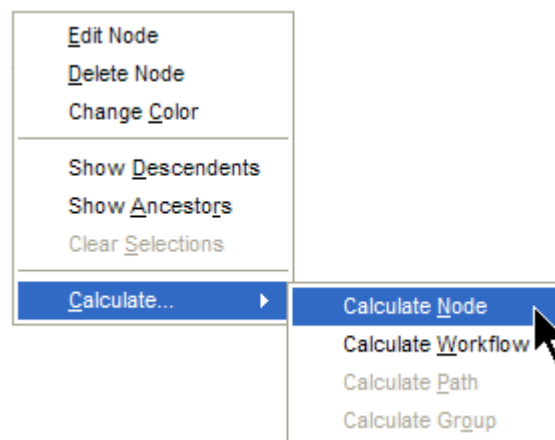 Edit Node
Delete Node
Change Color
Show Descendents
Show Ancestors
Clear Selections
Calculate...
Calculate Node
Calculate Workflow
Calculate Path
Calculate Group